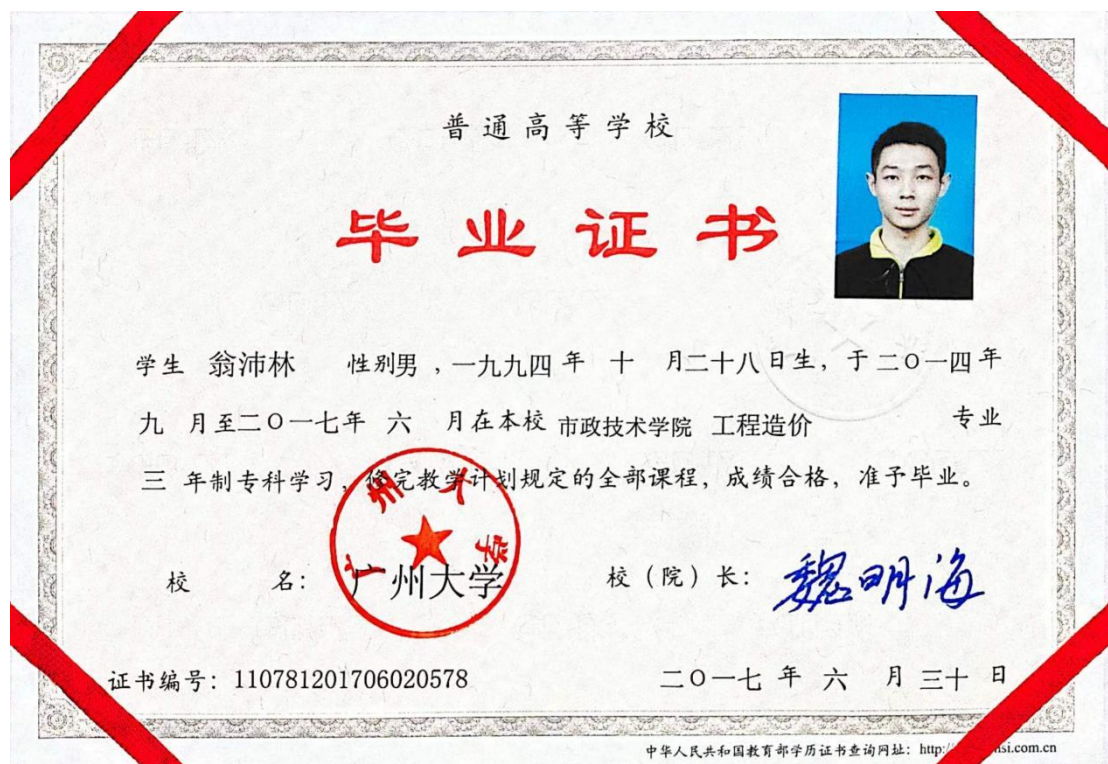 普通高等学校
毕业证书
学生 翁沛林 性别男，一九九四年 十 月二十八日生，于二〇一四年
九 月至二〇一七年 六 月在本校 市政技术学院 工程造价 专业
三 年制专科学习，修完教学计划规定的全部课程，成绩合格，准予毕业。
广州大学
校 名：广州大学 校（院）长：魏明海
证书编号：110781201706020578 二〇一七 年 六 月 三十 日
中华人民共和国教育部学历证书查询网址：http:/ si.com.cn